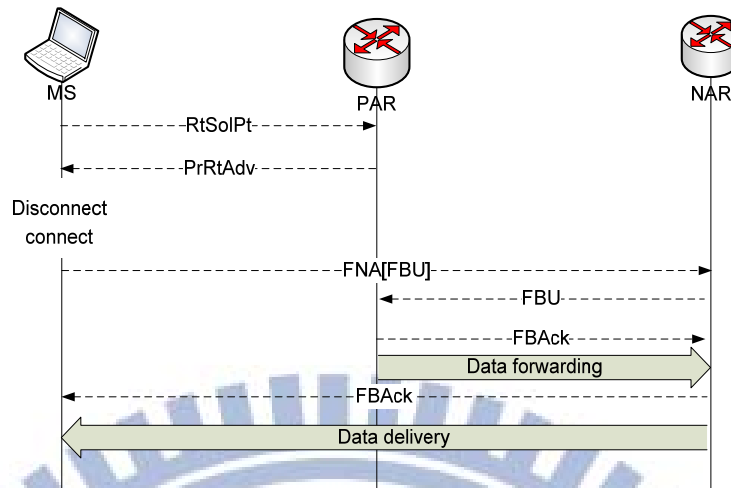 MS
PAR
NAR
RtSolPt
PrRtAdv
Disconnect
connect
FNA[FBU]
FBU
FBAck
Data forwarding
FBAck
Data delivery